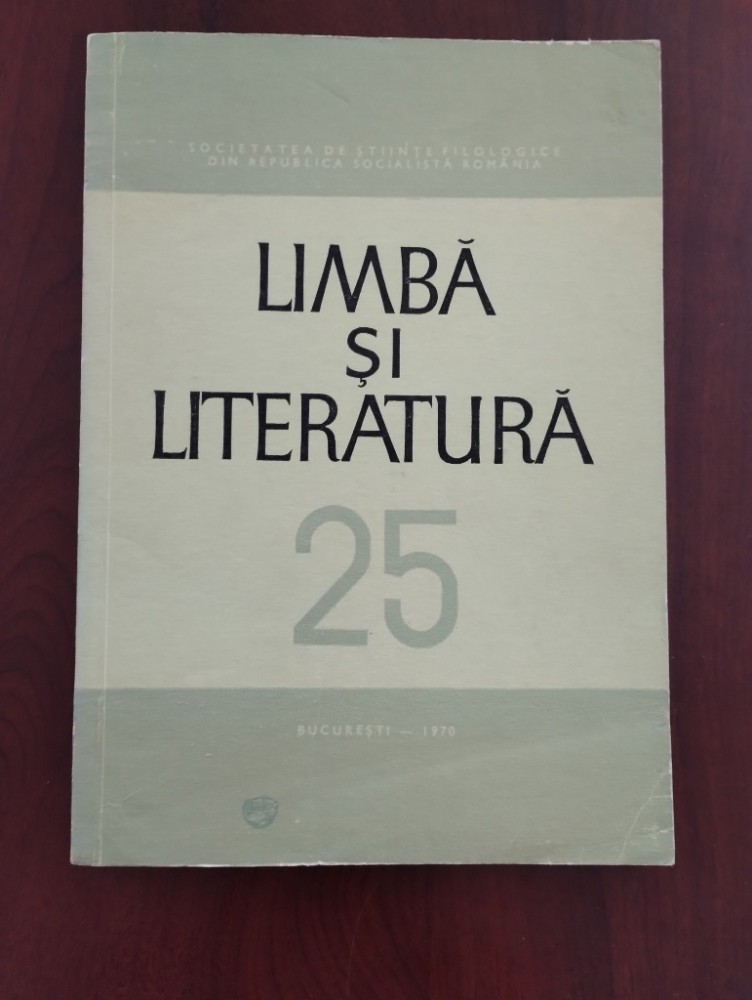 SOCIETATEA DE ȘTIINȚE FILOLOGICE
DIN REPUBLICA SOCIALISTĂ ROMÂNIA
LIMBĂ
ȘI
LITERATURĂ
25
BUCUREȘTI — 1970